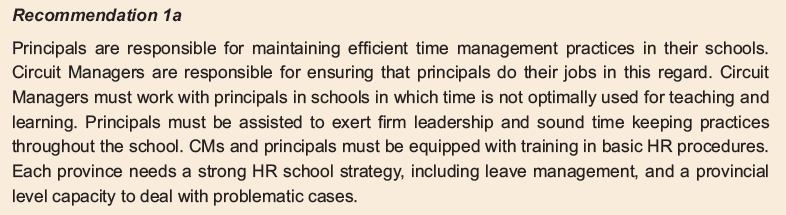 Recommendation 1a
Principals are responsible for maintaining efficient time management practices in their schools.
Circuit Managers are responsible for ensuring that principals do their jobs in this regard. Circuit
Managers must work with principals in schools in which time is not optimally used for teaching and
learning. Principals must be assisted to exert firm leadership and sound time keeping practices
throughout the school. CMs and principals must be equipped with training in basic HR procedures.
Each province needs a strong HR school strategy, including leave management, and a provincial
level capacity to deal with problematic cases.